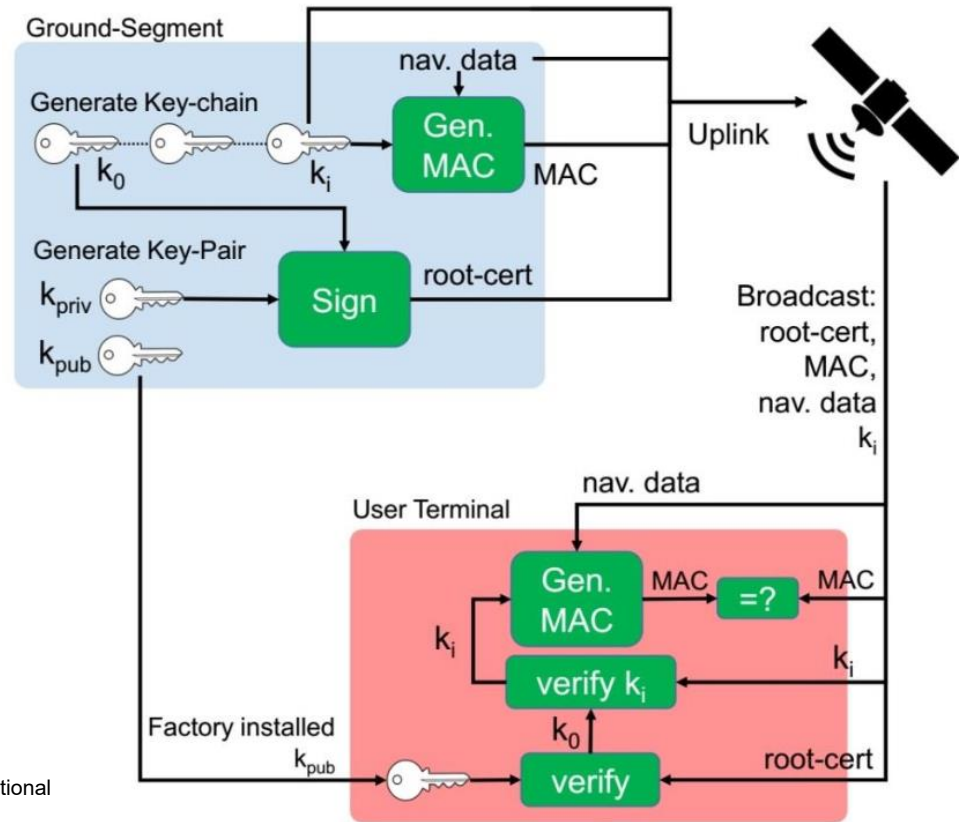 Ground-Segment
nav. data
Generate Key-chain
Gen.
MAC
Uplink
k0
ki
MAC
Generate Key-Pair
kpriv
Sign
root-cert
kpub
Broadcast:
root-cert,
MAC,
nav. data
ki
nav. data
User Terminal
Gen.
MAC
MAC
=?
MAC
ki
verify ki
ki
k0
Factory installed
kpub
verify
root-cert
tional